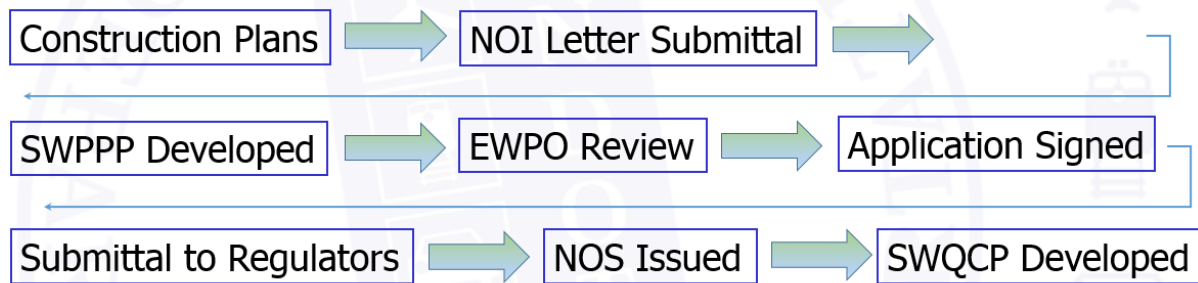 Construction Plans NOI Letter Submittal
SWPPP Developed EWPO Review Application Signed
Submittal to Regulators NOS Issued SWQCP Developed